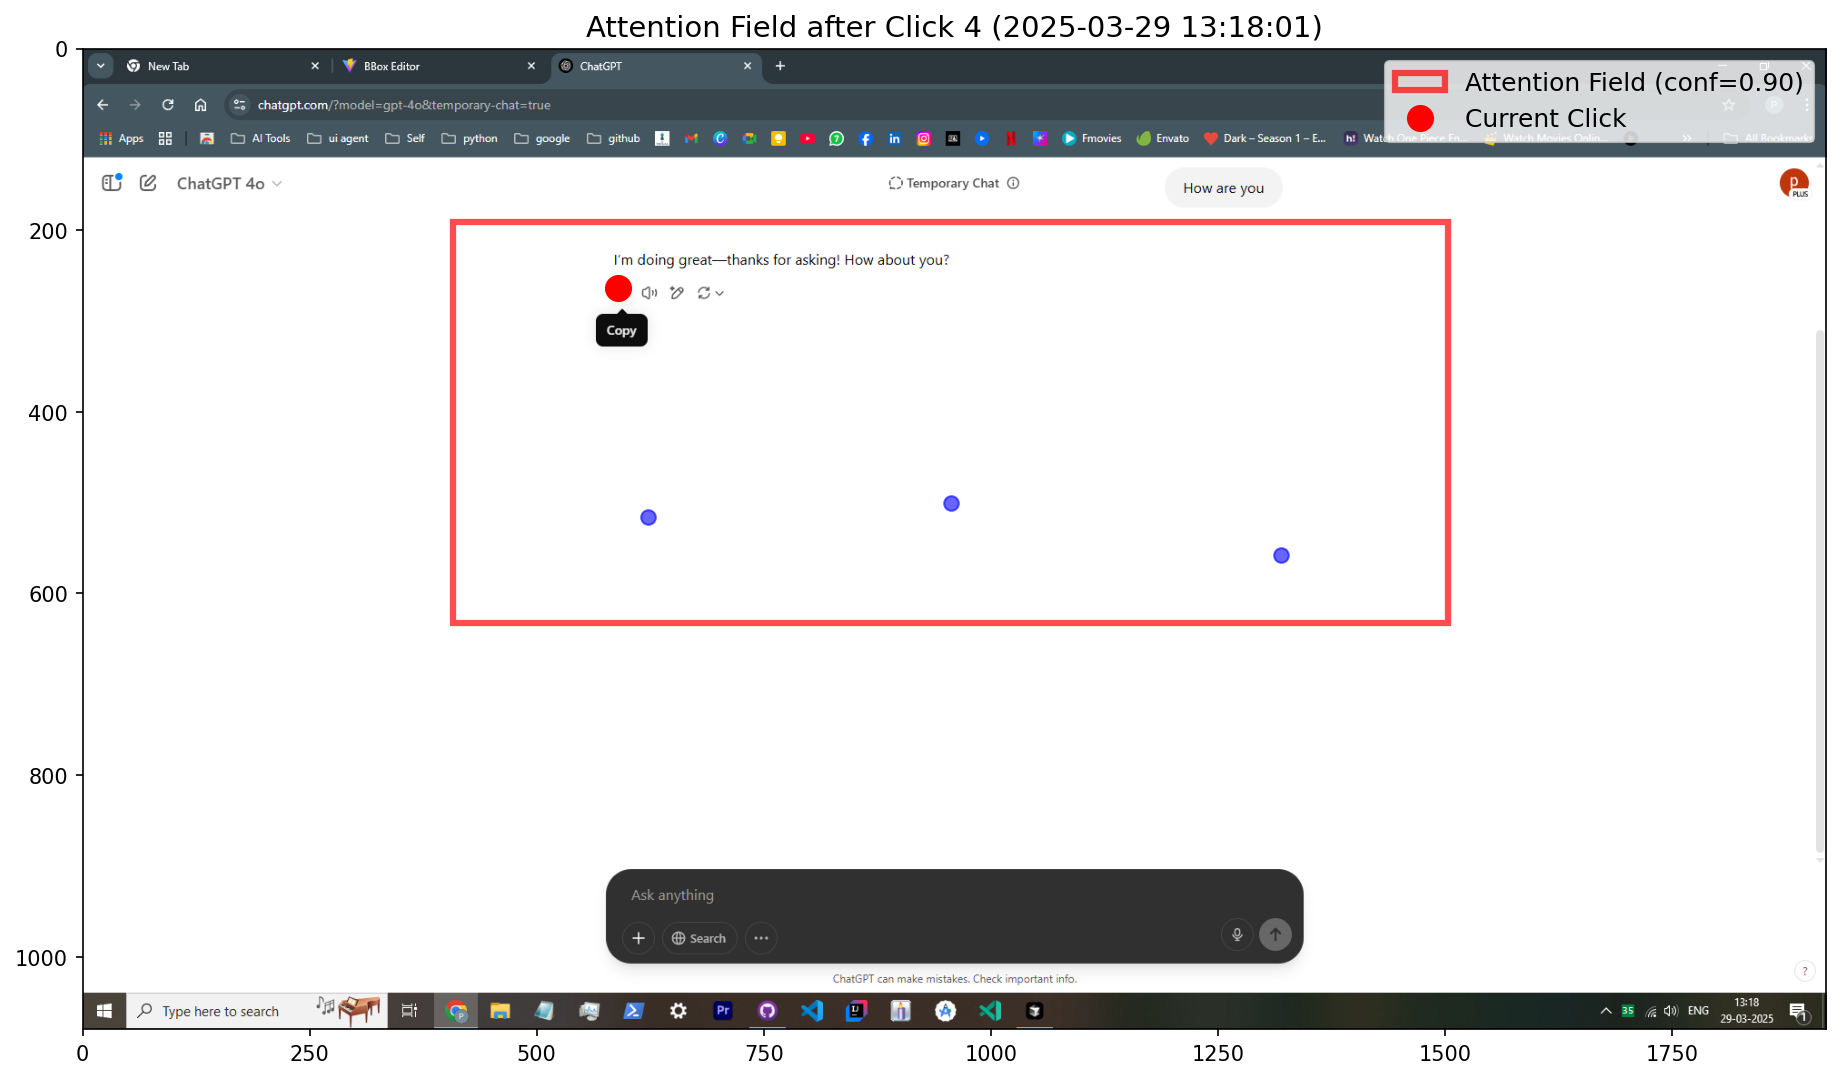 Attention Field after Click 4 (2025-03-29 13:18:01)
New Tab
BBox Editor
ChatGPT
Attention Field (conf=0.90)
Current Click
chatgpt.com/?model=gpt-4o&temporary-chat=true
Apps
AI Tools
ui agent
Self
python
google
github
Fmovies
Envato
Dark – Season 1 – E...
h!
Watch One Piece En...
Watch Movies Onlin...
»
All Bookmarks
ChatGPT 4o
Temporary Chat
How are you
P
PLUS
I'm doing great—thanks for asking! How about you?
Copy
Ask anything
Search
ChatGPT can make mistakes. Check important info.
?
Type here to search
Pr
35
ENG
13:18
29-03-2025
1
0
200
400
600
800
1000
0
250
500
750
1000
1250
1500
1750